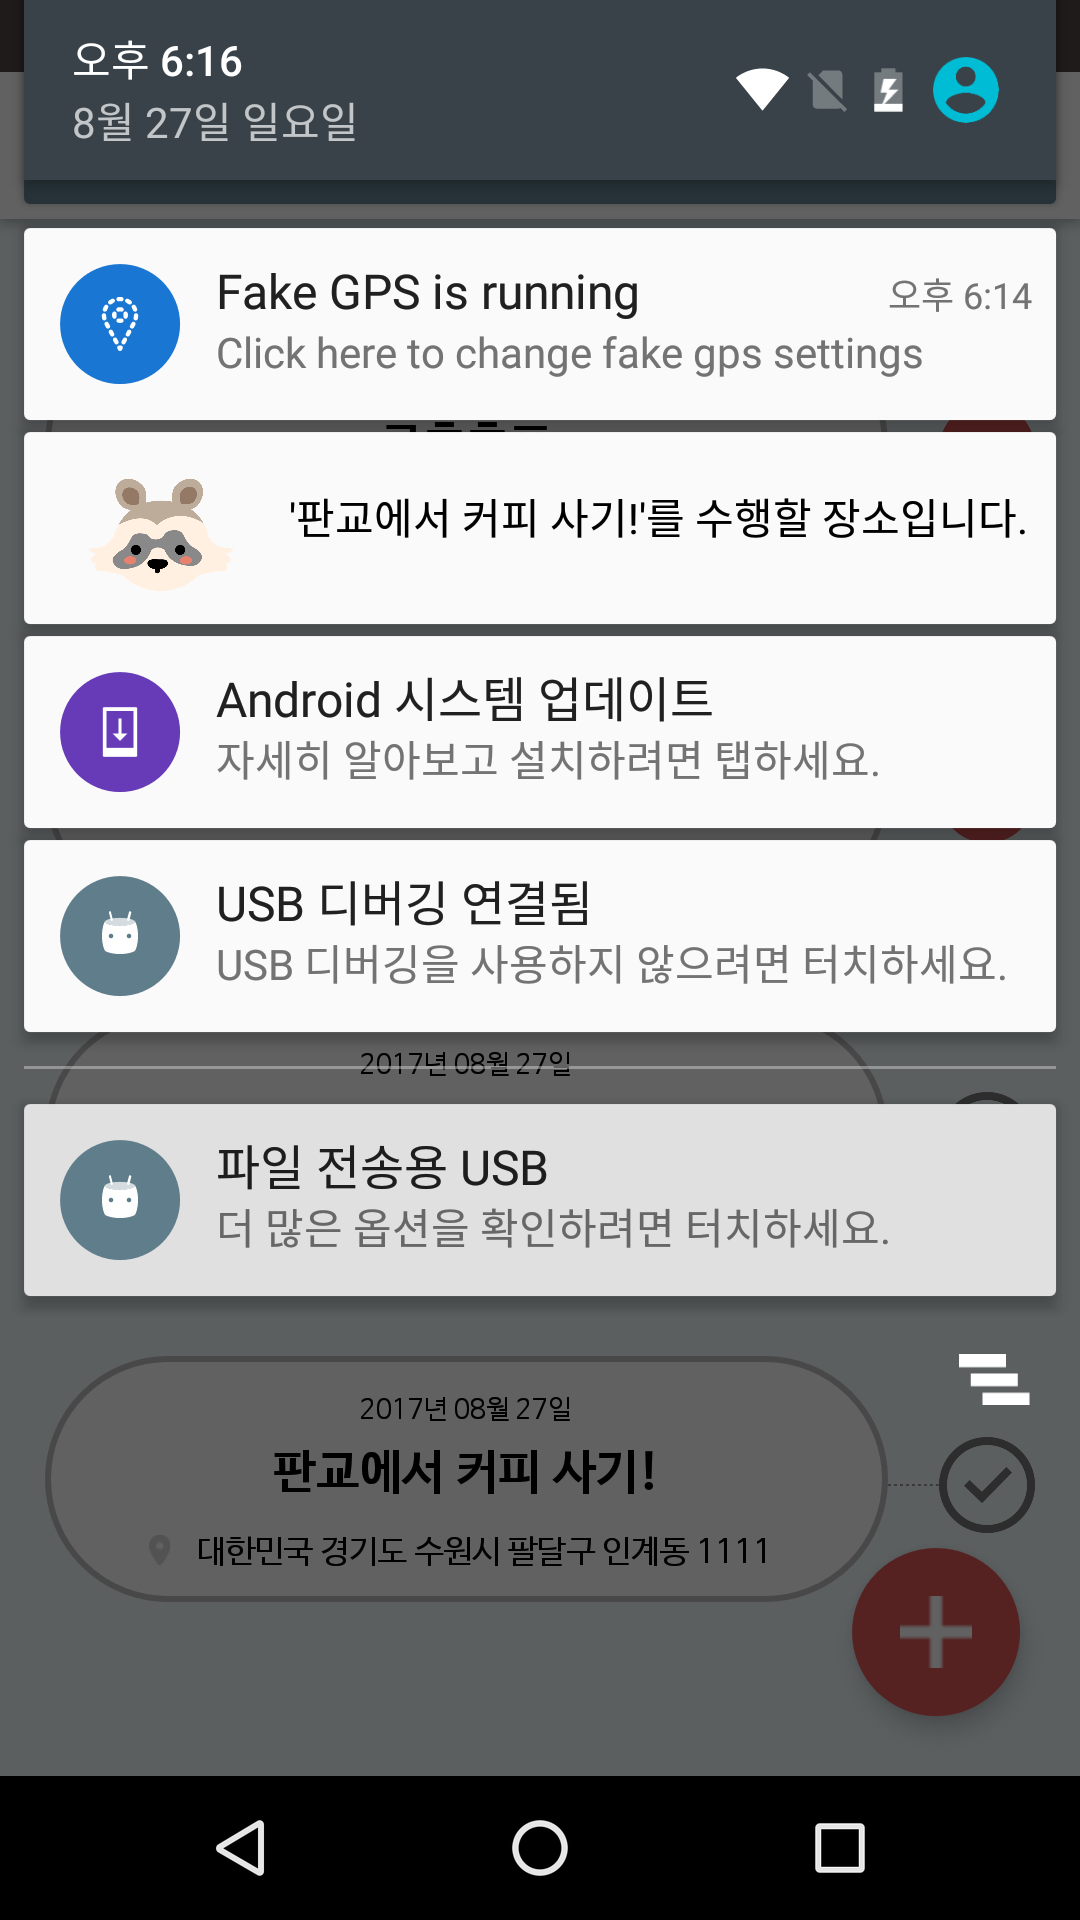 오후 6:16
8월 27일 일요일
Fake GPS is running
오후 6:14
Click here to change fake gps settings
'판교에서 커피 사기!'를 수행할 장소입니다.
Android 시스템 업데이트
자세히 알아보고 설치하려면 탭하세요.
USB 디버깅 연결됨
USB 디버깅을 사용하지 않으려면 터치하세요.
2017년 08월 27일
파일 전송용 USB
더 많은 옵션을 확인하려면 터치하세요.
2017년 08월 27일
판교에서 커피 사기!
대한민국 경기도 수원시 팔달구 인계동 1111